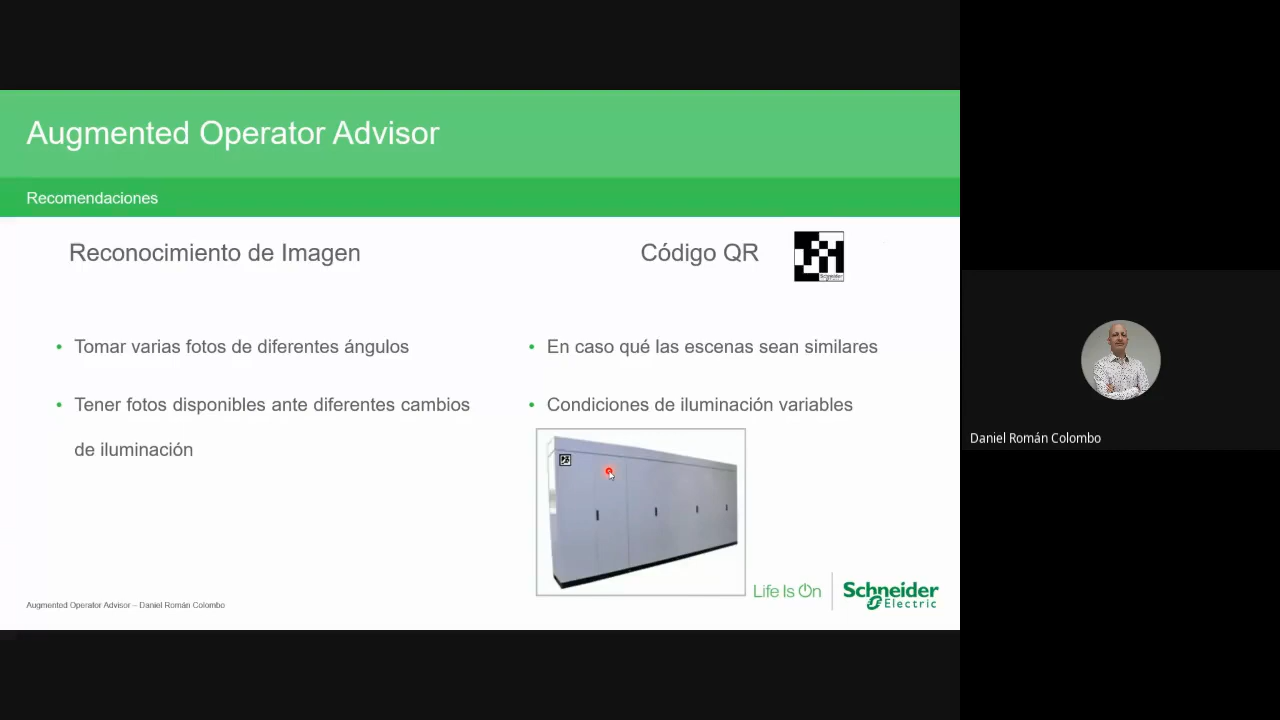 Augmented Operator Advisor
Recomendaciones
Reconocimiento de Imagen
Código QR
Schneider
• Tomar varias fotos de diferentes ángulos
• Tener fotos disponibles ante diferentes cambios
de iluminación
• En caso qué las escenas sean similares
• Condiciones de iluminación variables
Augmented Operator Advisor – Daniel Román Colombo
Life Is On
Schneider
Electric
Daniel Román Colombo